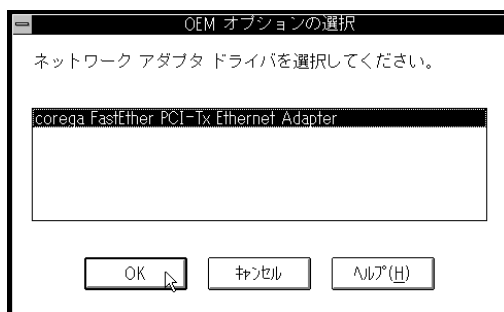 OEM オプションの選択
ネットワーク アダプタ ドライバを選択してください。
corega FastEther PCI-Tx Ethernet Adapter
OK キャンセル ヘルプ(H)